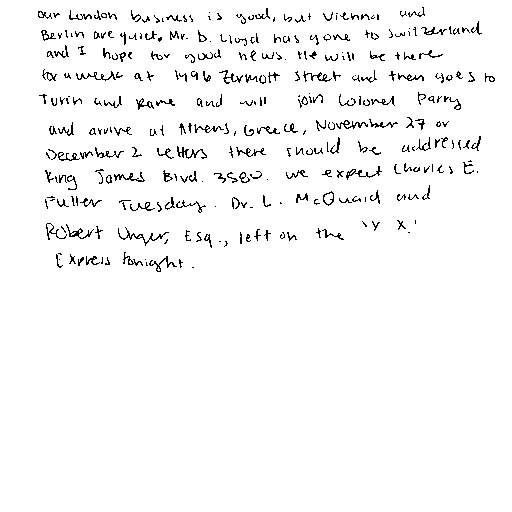 our London business is good, but Vienna and
Berlin are quiet. Mr. D. Lloyd has gone to Switzerland
and I hope for good news. He will be there
for a week at 1496 Zermott Street and then goes to
Turin and Rome and will join Colonel Parry
and arrive at Athens, Greece, November 27 or
December 2. Letters there should be addressed
King James Blvd. 3580. We expect Charles E.
Fuller Tuesday. Dr. L. McQuaid and
Robert Unger, Esq., left on the "Y X."
Express tonight.